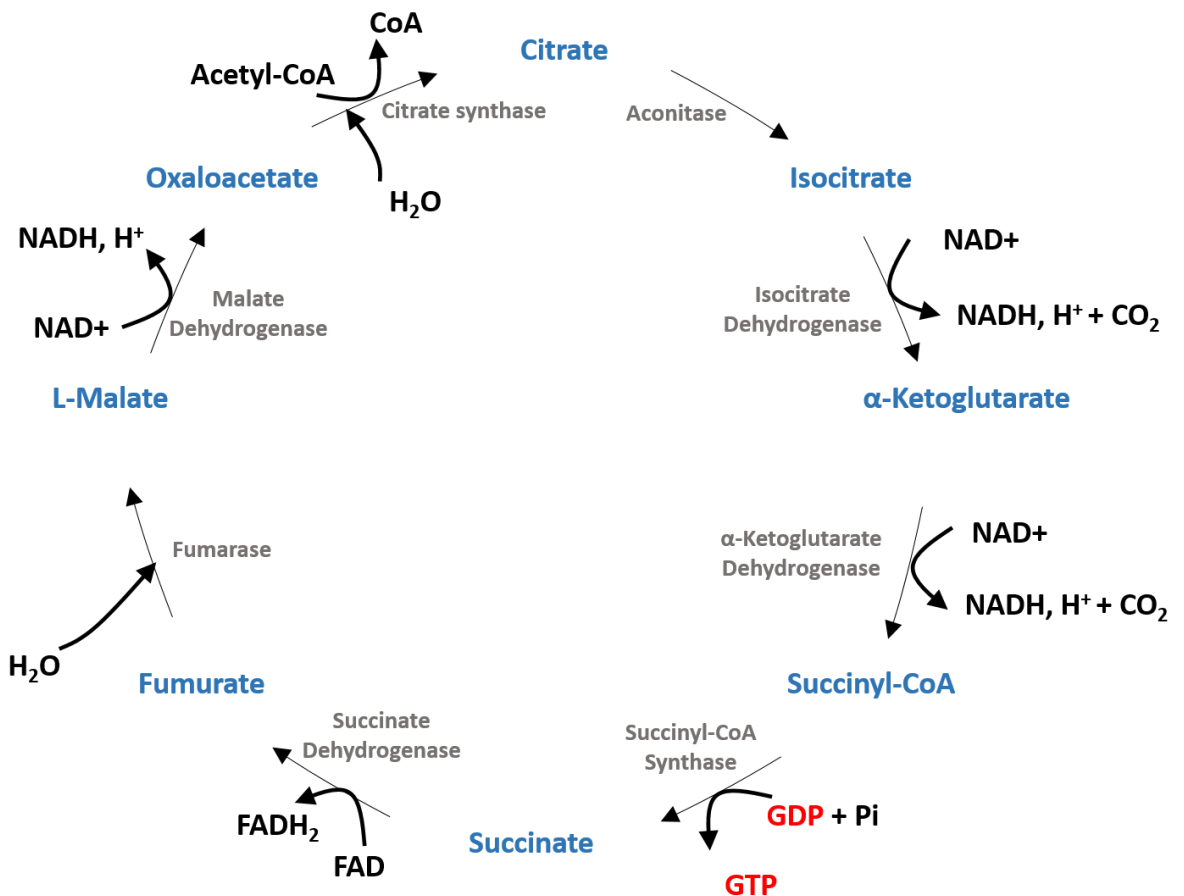 CoA
Citrate
Acetyl-CoA
Citrate synthase
Aconitase
Oxaloacetate
H₂O
Isocitrate
NADH, H⁺
NAD+
Malate
Dehydrogenase
NAD+
Isocitrate
Dehydrogenase
NADH, H⁺ + CO₂
L-Malate
α-Ketoglutarate
Fumarase
α-Ketoglutarate
Dehydrogenase
NAD+
NADH, H⁺ + CO₂
H₂O
Fumurate
Succinyl-CoA
Succinate
Dehydrogenase
Succinyl-CoA
Synthase
FADH₂
FAD
Succinate
GDP + Pi
GTP